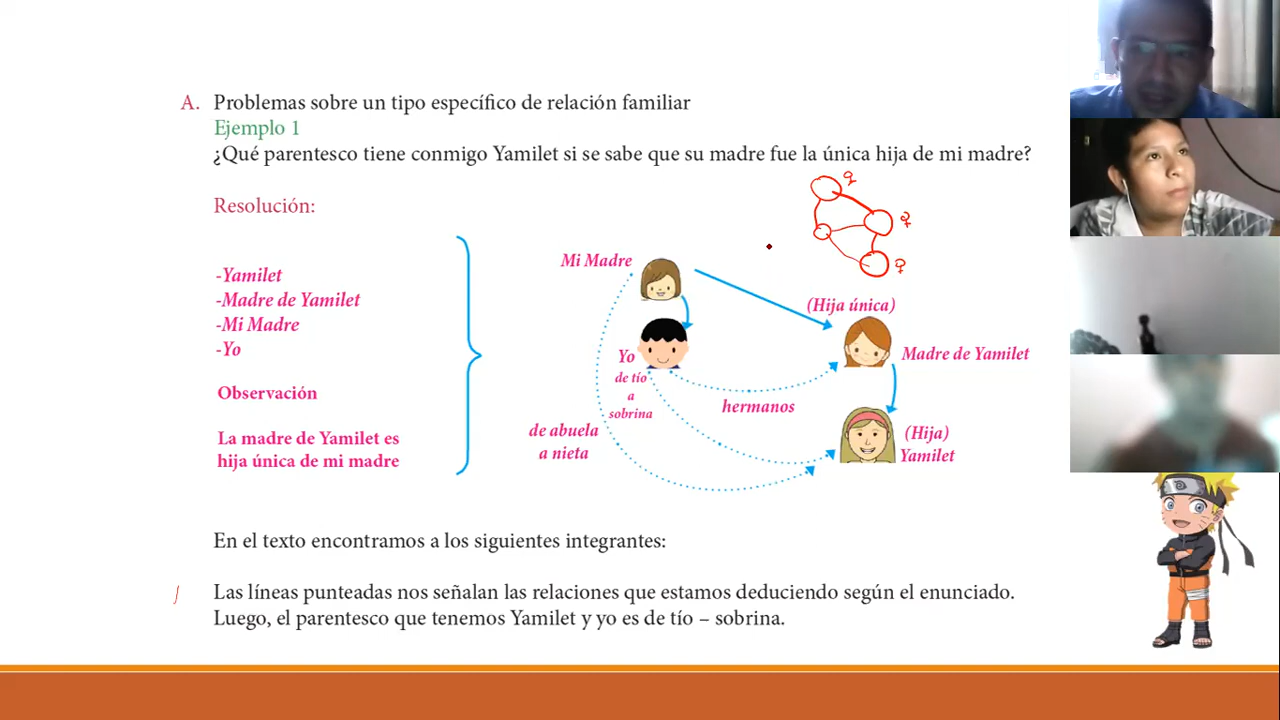 A. Problemas sobre un tipo específico de relación familiar
Ejemplo 1
¿Qué parentesco tiene conmigo Yamilet si se sabe que su madre fue la única hija de mi madre?
Resolución:
-Yamilet
-Madre de Yamilet
-Mi Madre
-Yo
Observación
La madre de Yamilet es
hija única de mi madre
Mi Madre
(Hija única)
Yo
de tío
a
sobrina
Madre de Yamilet
hermanos
de abuela
a nieta
(Hija)
Yamilet
♀
♀
♀
En el texto encontramos a los siguientes integrantes:
Las líneas punteadas nos señalan las relaciones que estamos deduciendo según el enunciado.
Luego, el parentesco que tenemos Yamilet y yo es de tío – sobrina.